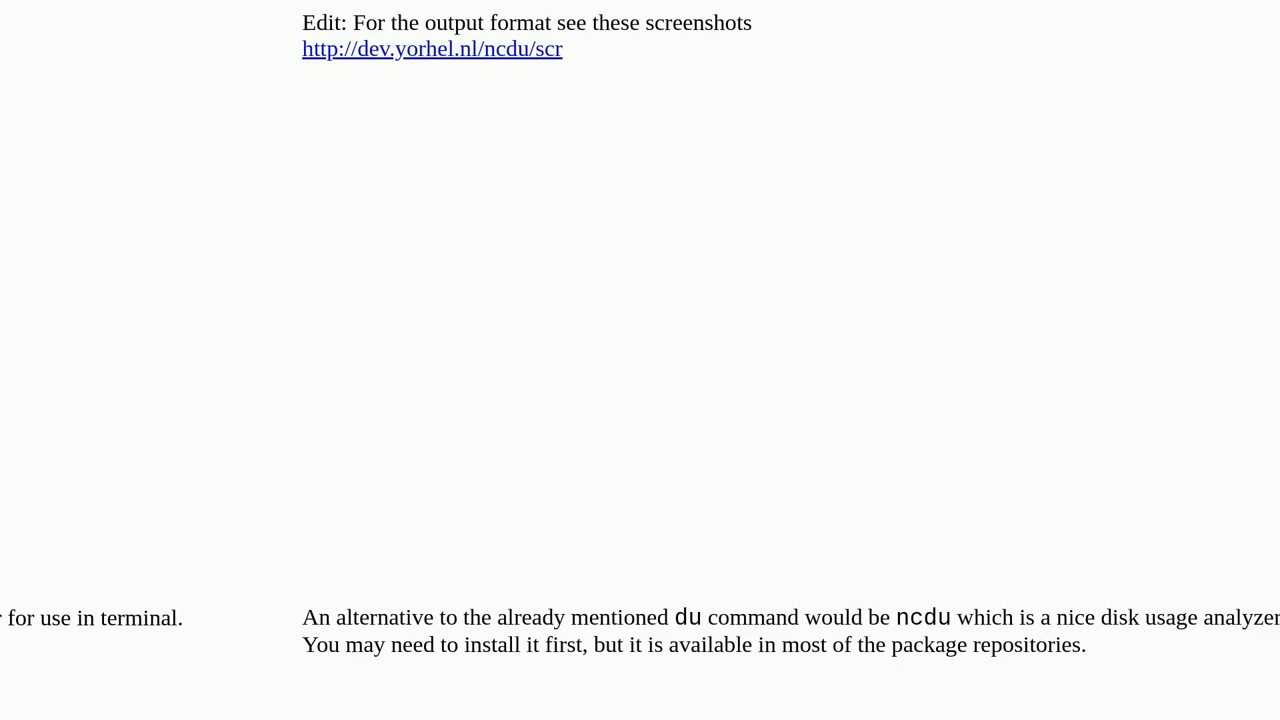 Edit: For the output format see these screenshots
http://dev.yorhel.nl/ncdu/scr
for use in terminal.
An alternative to the already mentioned du command would be ncdu which is a nice disk usage analyzer
You may need to install it first, but it is available in most of the package repositories.